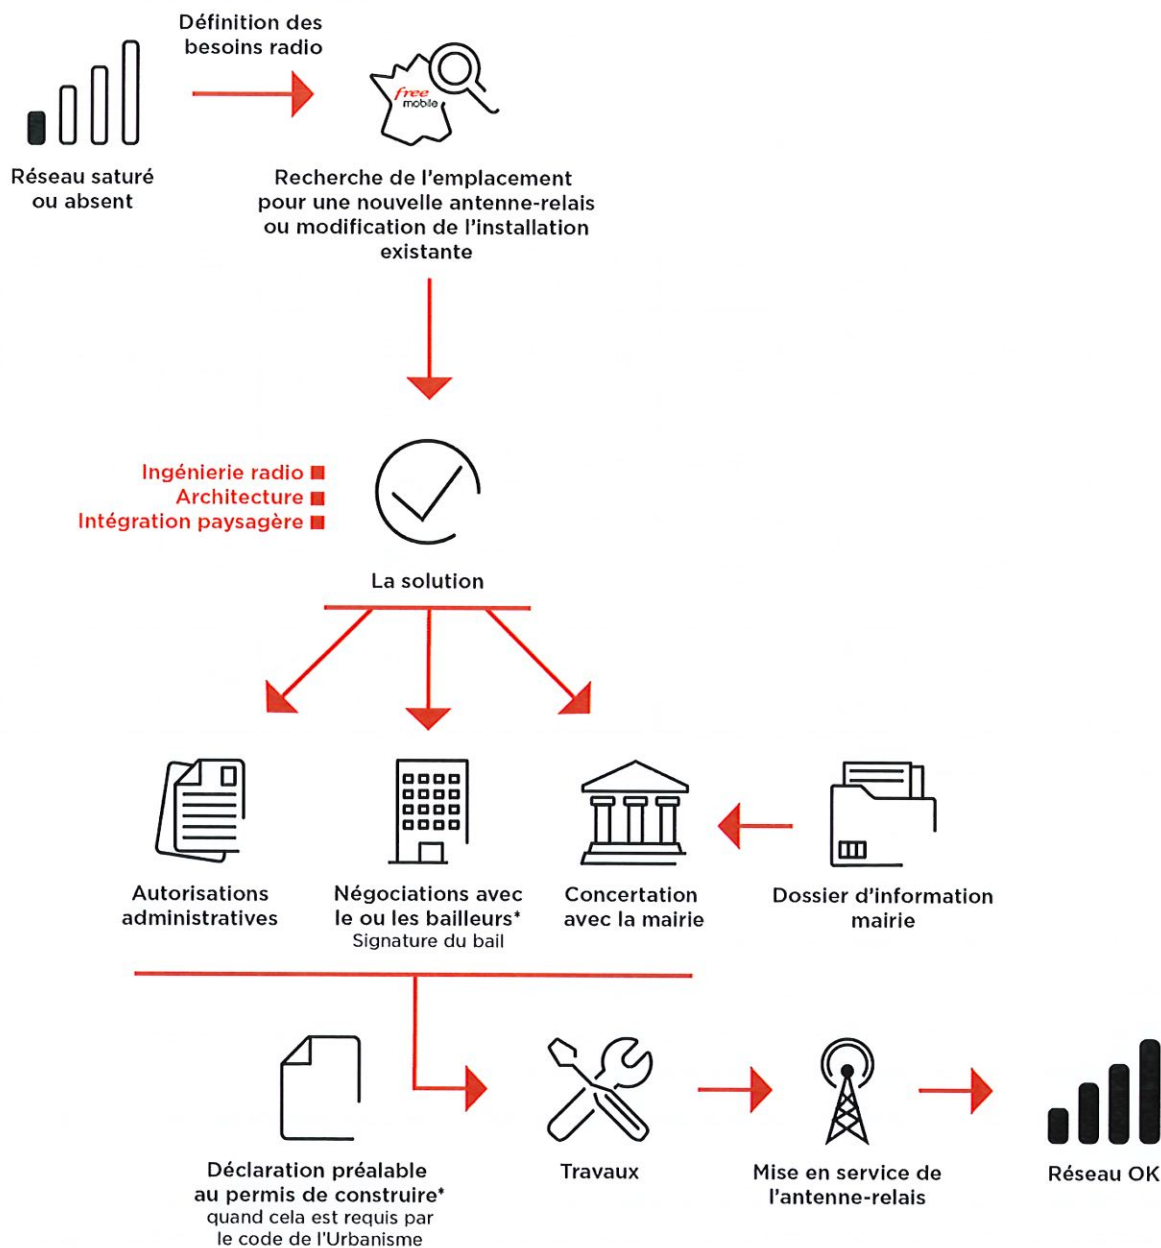 Définition des
besoins radio
free
mobile
Réseau saturé
ou absent
Recherche de l'emplacement
pour une nouvelle antenne-relais
ou modification de l'installation
existante
Ingénierie radio
Architecture
Intégration paysagère
La solution
Autorisations
administratives
Négociations avec
le ou les bailleurs*
Signature du bail
Concertation
avec la mairie
Dossier d'information
mairie
Déclaration préalable
au permis de construire*
quand cela est requis par
le code de l'Urbanisme
Travaux
Mise en service de
l'antenne-relais
Réseau OK